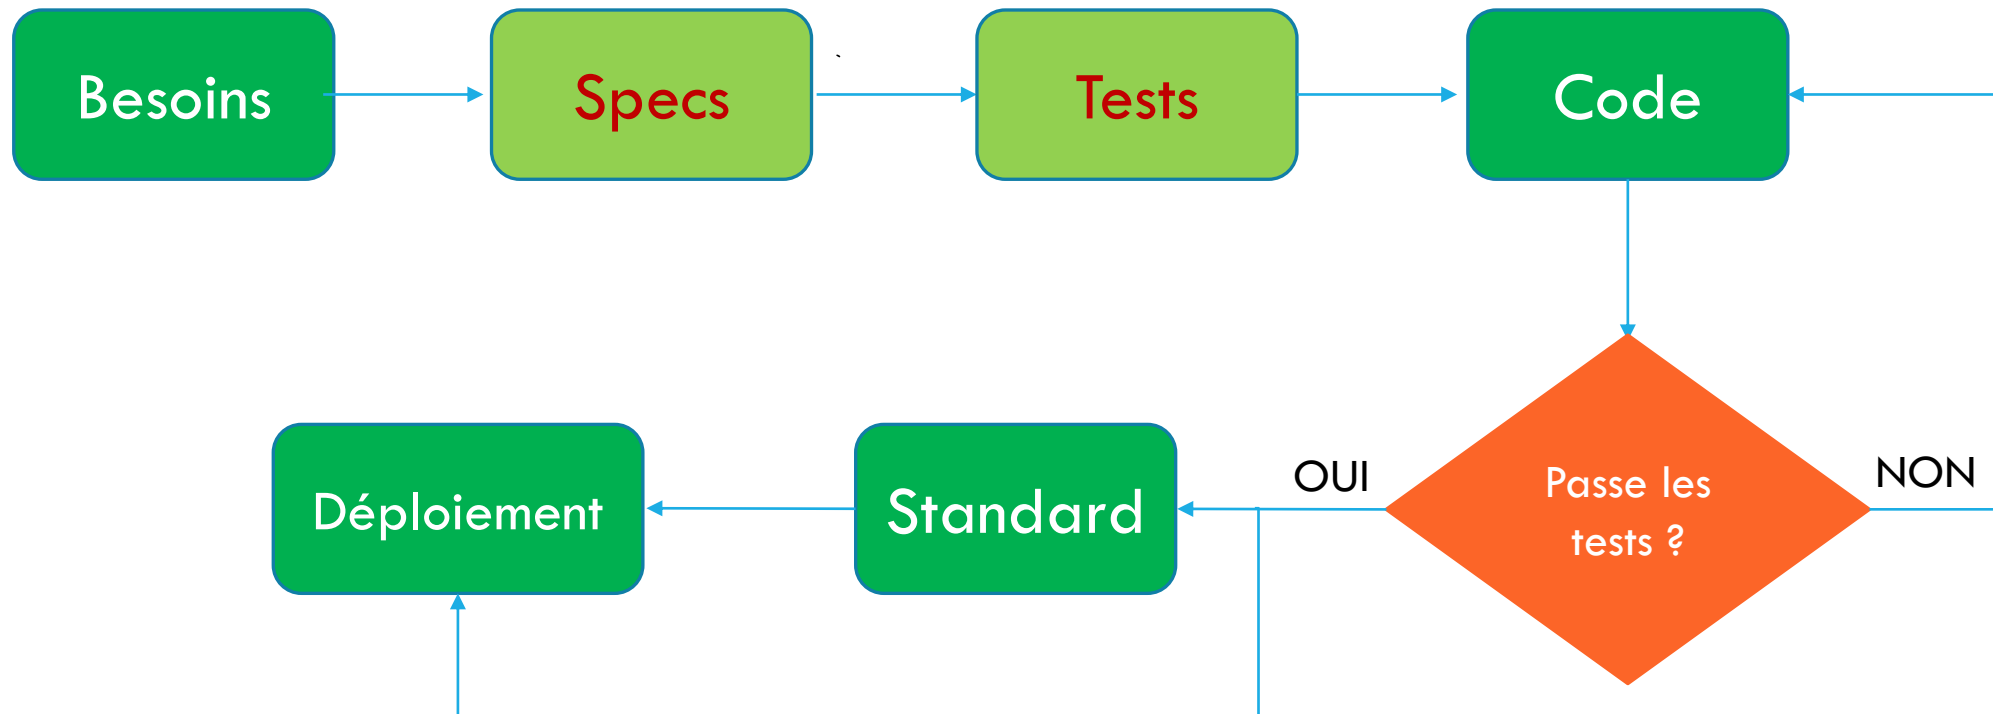 Besoins
Specs
`
Tests
Code
Déploiement
Standard
OUI
Passe les
tests ?
NON